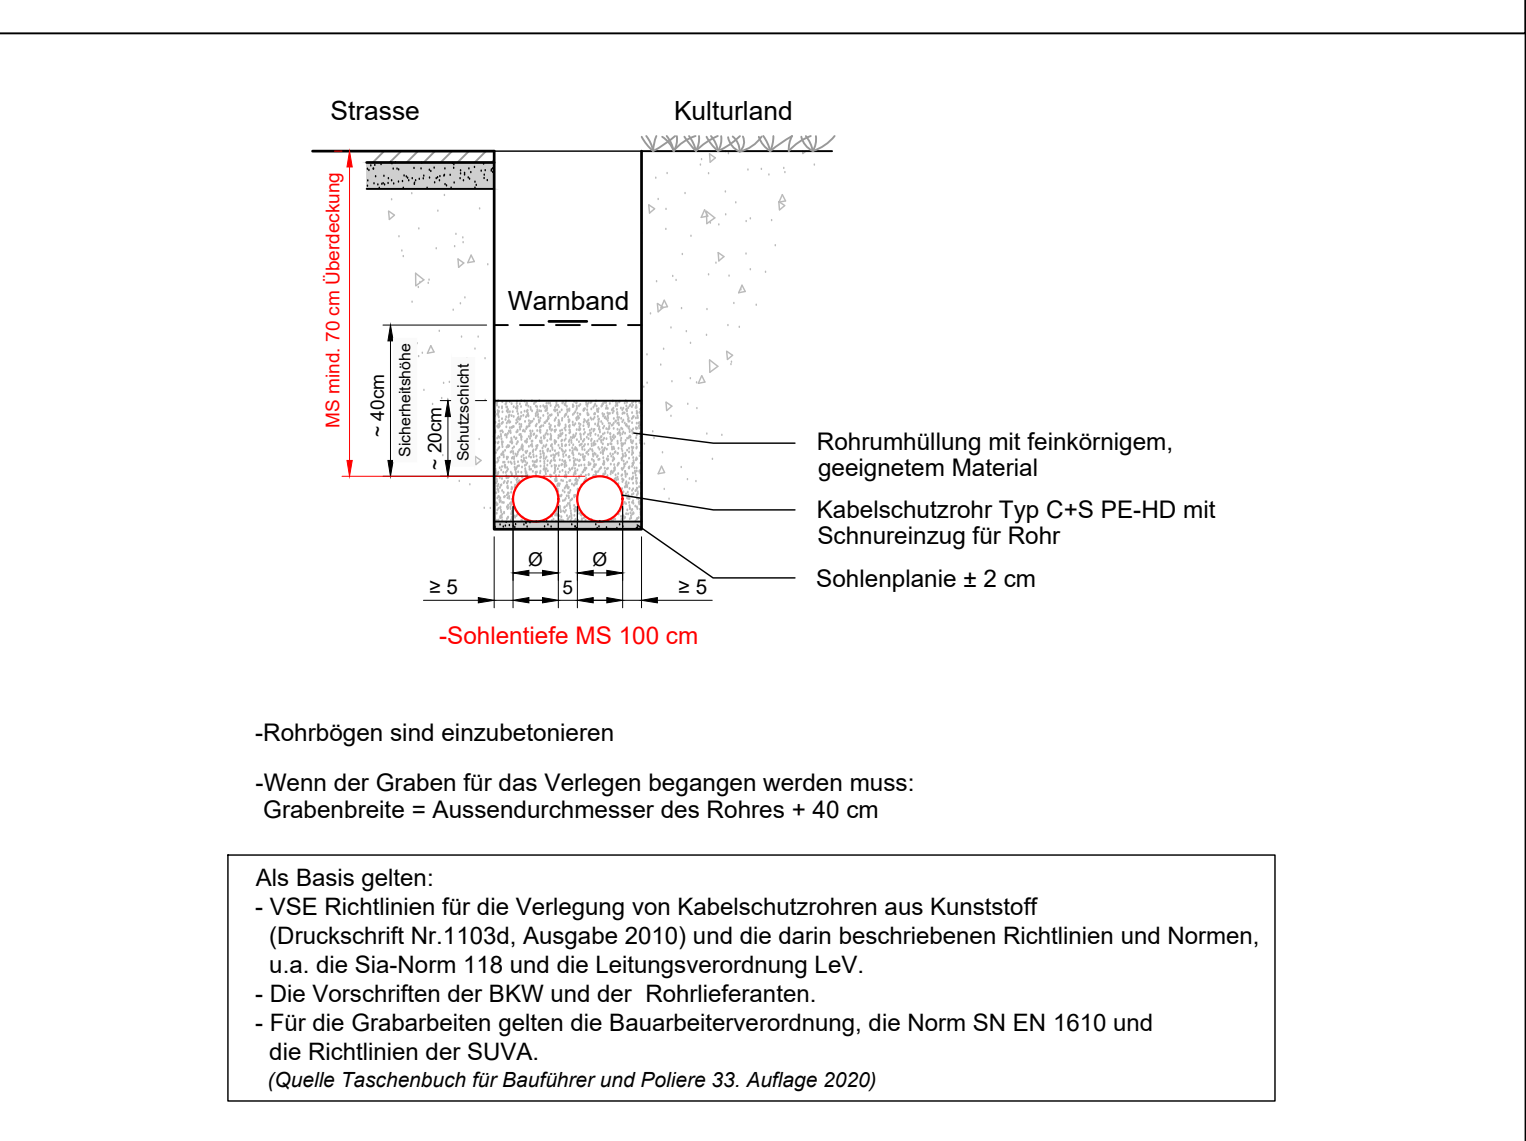 Strasse
Kulturland
MS mind. 70 cm Überdeckung
Warnband
~ 40cm
Sicherheitshöhe
~ 20cm
Schutzschicht
Rohrumhüllung mit feinkörnigem,
geeignetem Material
Kabelschutzrohr Typ C+S PE-HD mit
Schnureinzug für Rohr
Sohlenplanie ± 2 cm
Ø Ø
≥ 5 5 ≥ 5
-Sohlentiefe MS 100 cm
-Rohrbögen sind einzubetonieren
-Wenn der Graben für das Verlegen begangen werden muss:
Grabenbreite = Aussendurchmesser des Rohres + 40 cm
Als Basis gelten:
- VSE Richtlinien für die Verlegung von Kabelschutzrohren aus Kunststoff
(Druckschrift Nr.1103d, Ausgabe 2010) und die darin beschriebenen Richtlinien und Normen,
u.a. die Sia-Norm 118 und die Leitungsverordnung LeV.
- Die Vorschriften der BKW und der Rohrlieferanten.
- Für die Grabarbeiten gelten die Bauarbeiterverordnung, die Norm SN EN 1610 und
die Richtlinien der SUVA.
(Quelle Taschenbuch für Bauführer und Poliere 33. Auflage 2020)